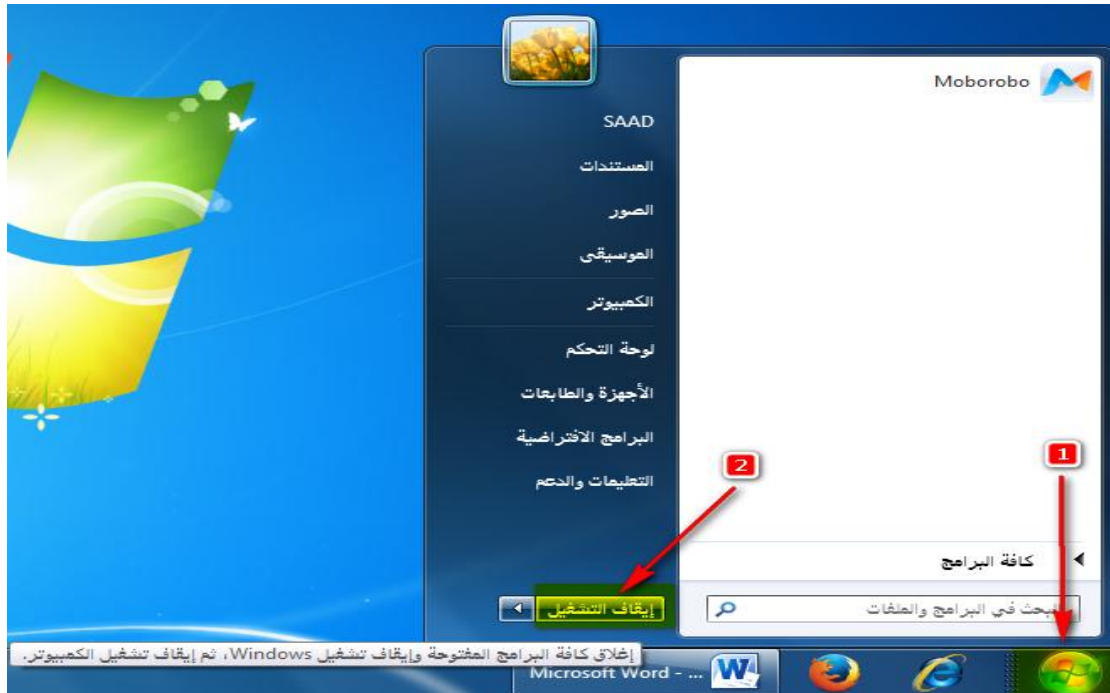 Moborobo
كافة البرامج
البحث في البرامج والملفات
SAAD
المستندات
الصور
الموسيقى
الكمبيوتر
لوحة التحكم
الأجهزة والطابعات
البرامج الافتراضية
التعليمات والدعم
إيقاف التشغيل
1
2
إغلاق كافة البرامج المفتوحة وإيقاف تشغيل Windows، ثم إيقاف تشغيل الكمبيوتر.
Microsoft Word - ...